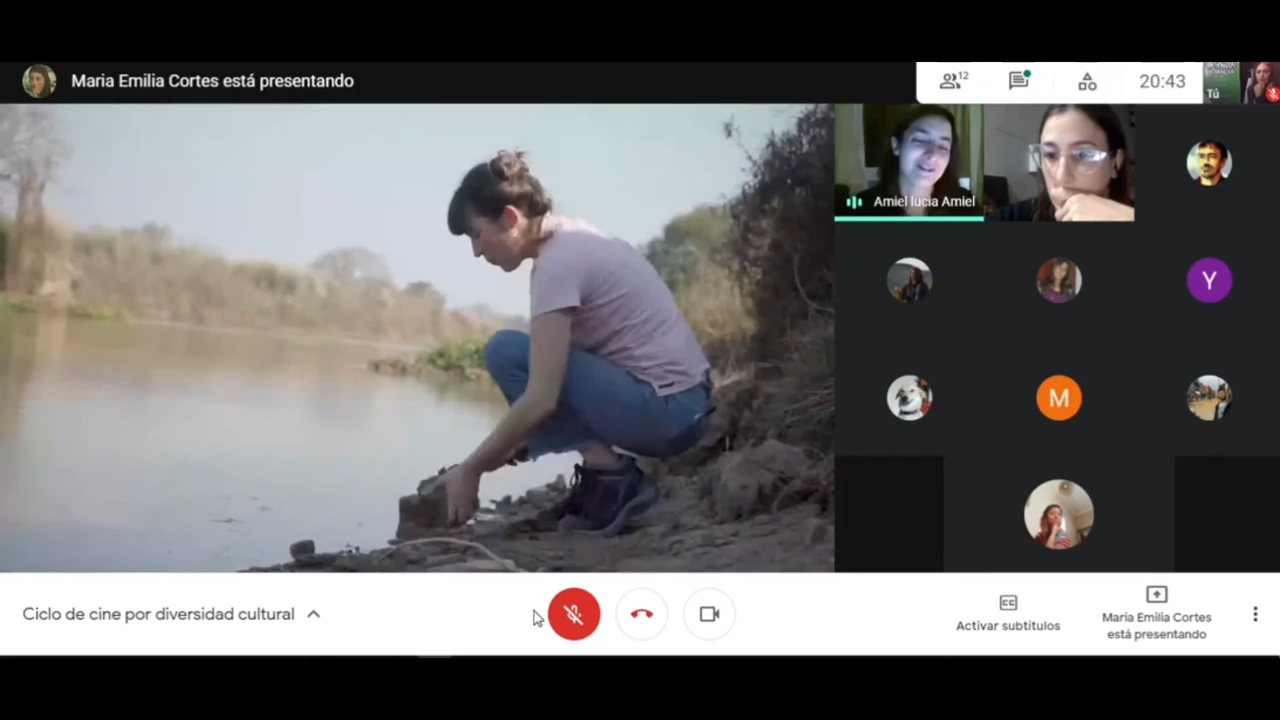 Maria Emilia Cortes está presentando
12
20:43
Tú
Amiel lucia Amiel
Y
M
Ciclo de cine por diversidad cultural
CC
Activar subtítulos
Maria Emilia Cortes
está presentando